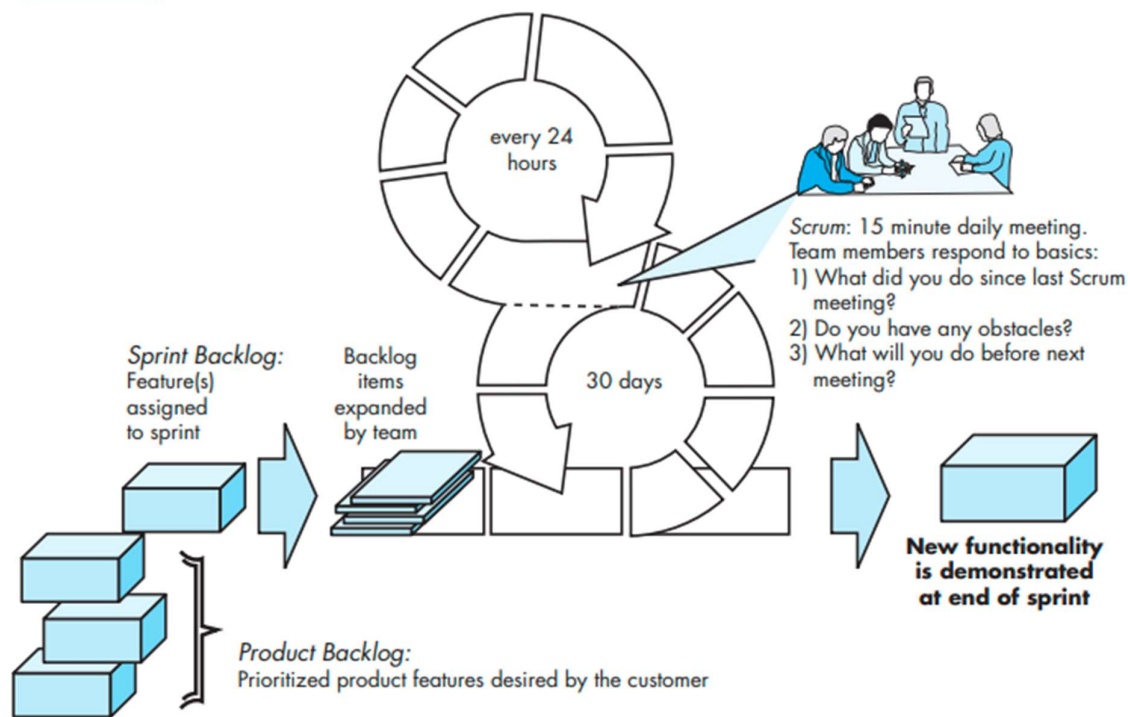 every 24
hours
Scrum: 15 minute daily meeting.
Team members respond to basics:
1) What did you do since last Scrum
meeting?
2) Do you have any obstacles?
3) What will you do before next
meeting?
Sprint Backlog:
Feature(s)
assigned
to sprint
Backlog
items
expanded
by team
30 days
New functionality
is demonstrated
at end of sprint
Product Backlog:
Prioritized product features desired by the customer